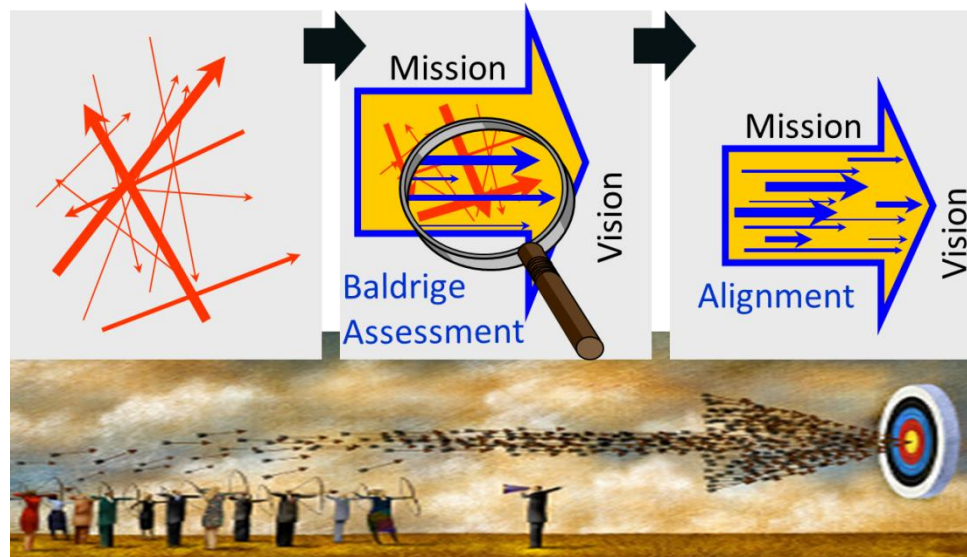 Mission
Vision
Baldrige
Assessment
Mission
Vision
Alignment